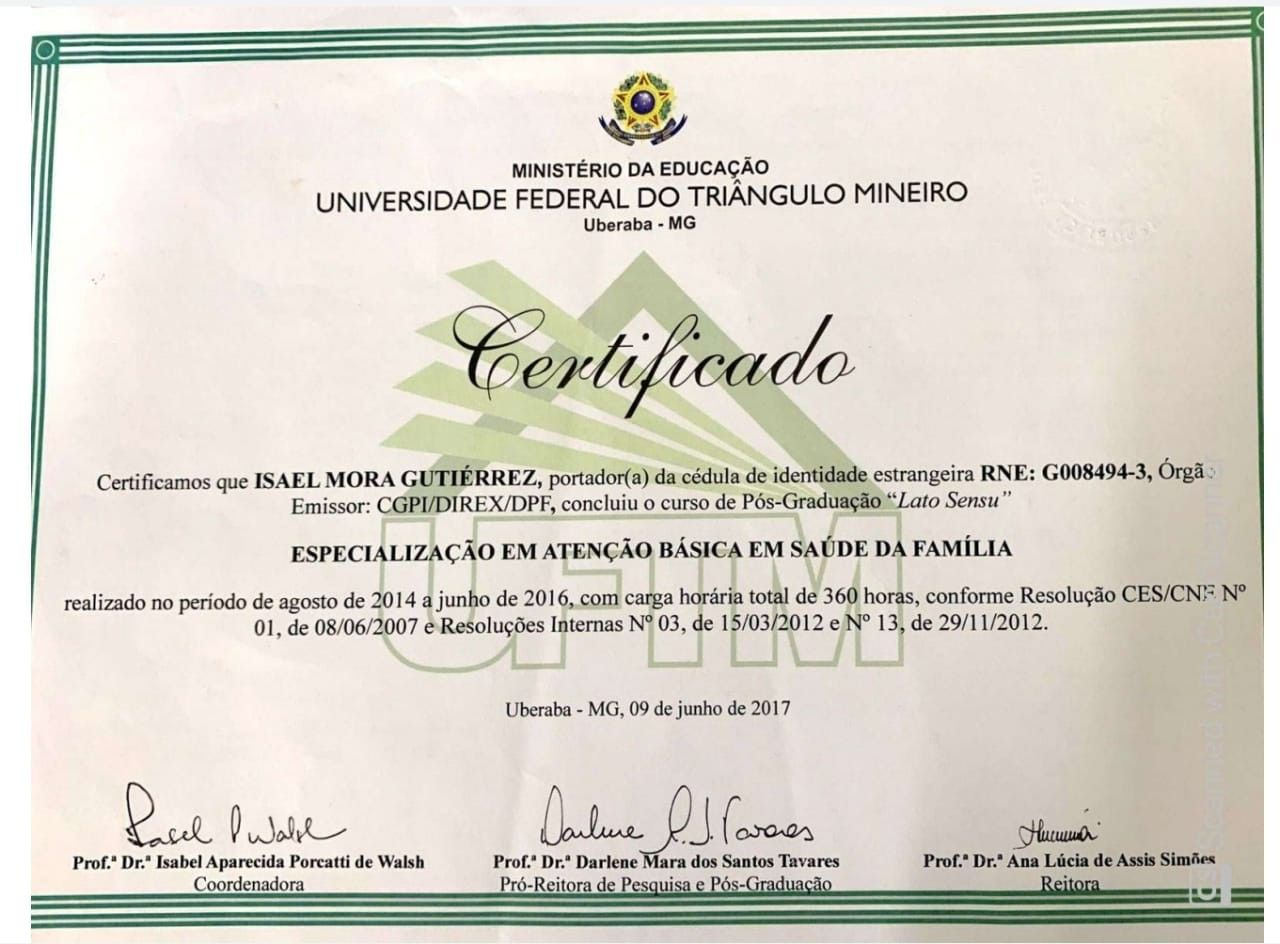 MINISTÉRIO DA EDUCAÇÃO
UNIVERSIDADE FEDERAL DO TRIÂNGULO MINEIRO
Uberaba - MG
Certificado
Certificamos que ISAEL MORA GUTIÉRREZ, portador(a) da cédula de identidade estrangeira RNE: G008494-3, Órgão
Emissor: CGPI/DIREX/DPF, concluiu o curso de Pós-Graduação “Lato Sensu”
ESPECIALIZAÇÃO EM ATENÇÃO BÁSICA EM SAÚDE DA FAMÍLIA
realizado no período de agosto de 2014 a junho de 2016, com carga horária total de 360 horas, conforme Resolução CES/CNE Nº
01, de 08/06/2007 e Resoluções Internas Nº 03, de 15/03/2012 e Nº 13, de 29/11/2012.
UFTM
Uberaba - MG, 09 de junho de 2017
Prof.ª Dr.ª Isabel Aparecida Porcatti de Walsh
Coordenadora
Prof.ª Dr.ª Darlene Mara dos Santos Tavares
Pró-Reitora de Pesquisa e Pós-Graduação
Prof.ª Dr.ª Ana Lúcia de Assis Simões
Reitora
CS Scanned with CamScanner